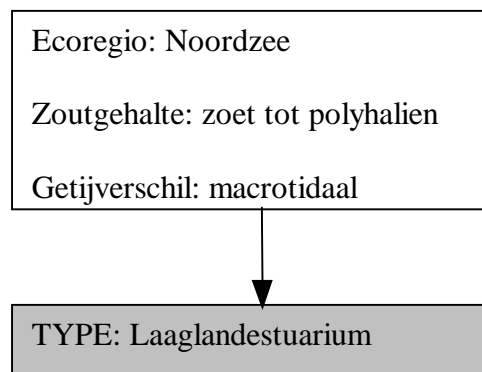 Ecoregio: Noordzee
Zoutgehalte: zoet tot polyhalien
Getijverschil: macrotidaal
TYPE: Laaglandestuarium